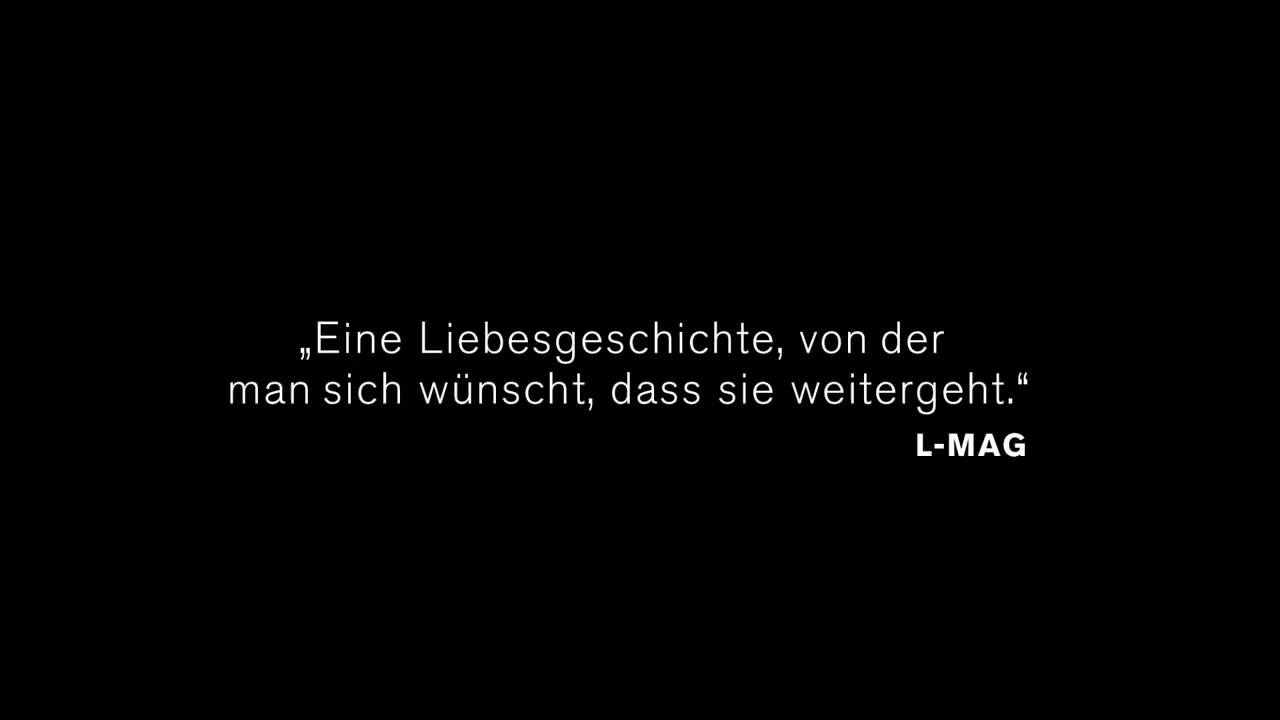 „Eine Liebesgeschichte, von der
man sich wünscht, dass sie weitergeht.“
L-MAG